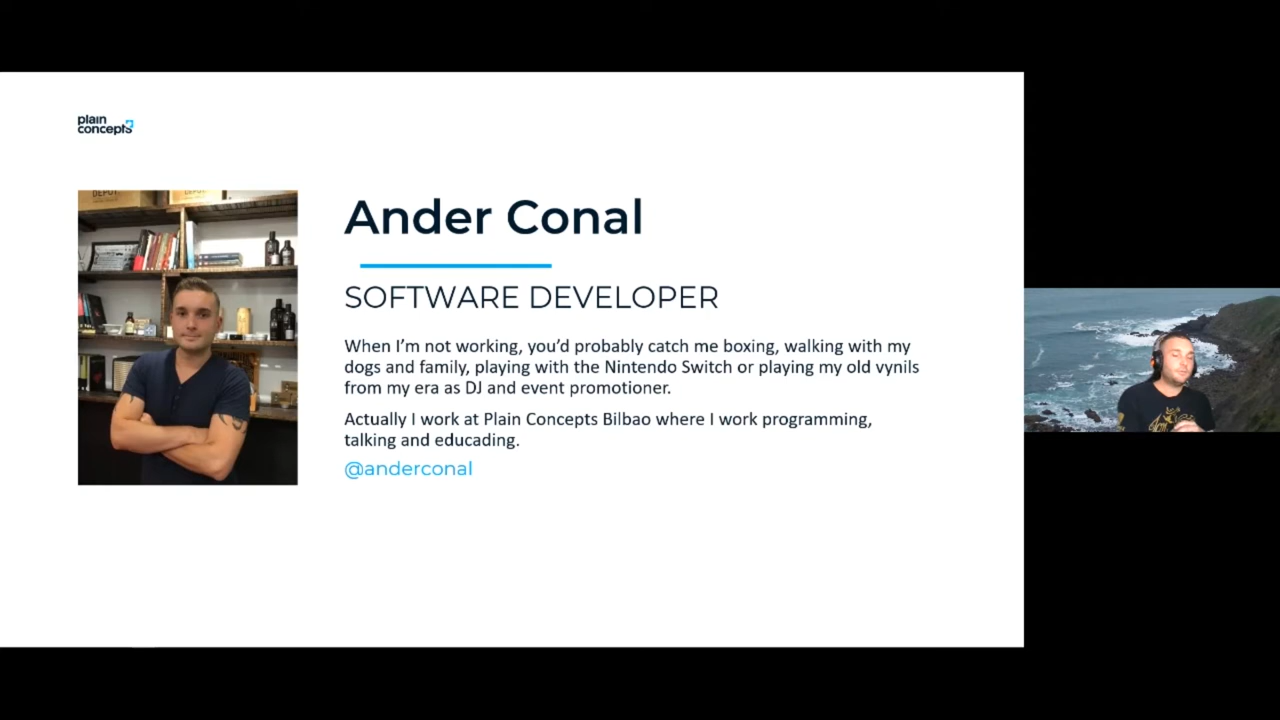 plain
concepts
DEPOT
Ander Conal
SOFTWARE DEVELOPER
When I'm not working, you'd probably catch me boxing, walking with my
dogs and family, playing with the Nintendo Switch or playing my old vynils
from my era as DJ and event promotioner.
Actually I work at Plain Concepts Bilbao where I work programming,
talking and educading.
@anderconal